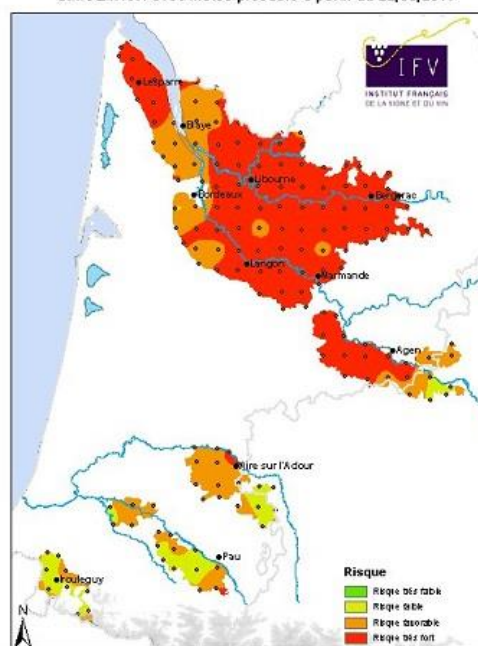 IFV
INSTITUT FRANÇAIS
DE LA VIGNE ET DU VIN
Lesparre
Blaye
Libourne
Bordeaux
Bergerac
Langon
Marmande
Agen
Aire sur l'Adour
Pau
Irouleguy
N
Risque
Risque très faible
Risque faible
Risque favorable
Risque très fort